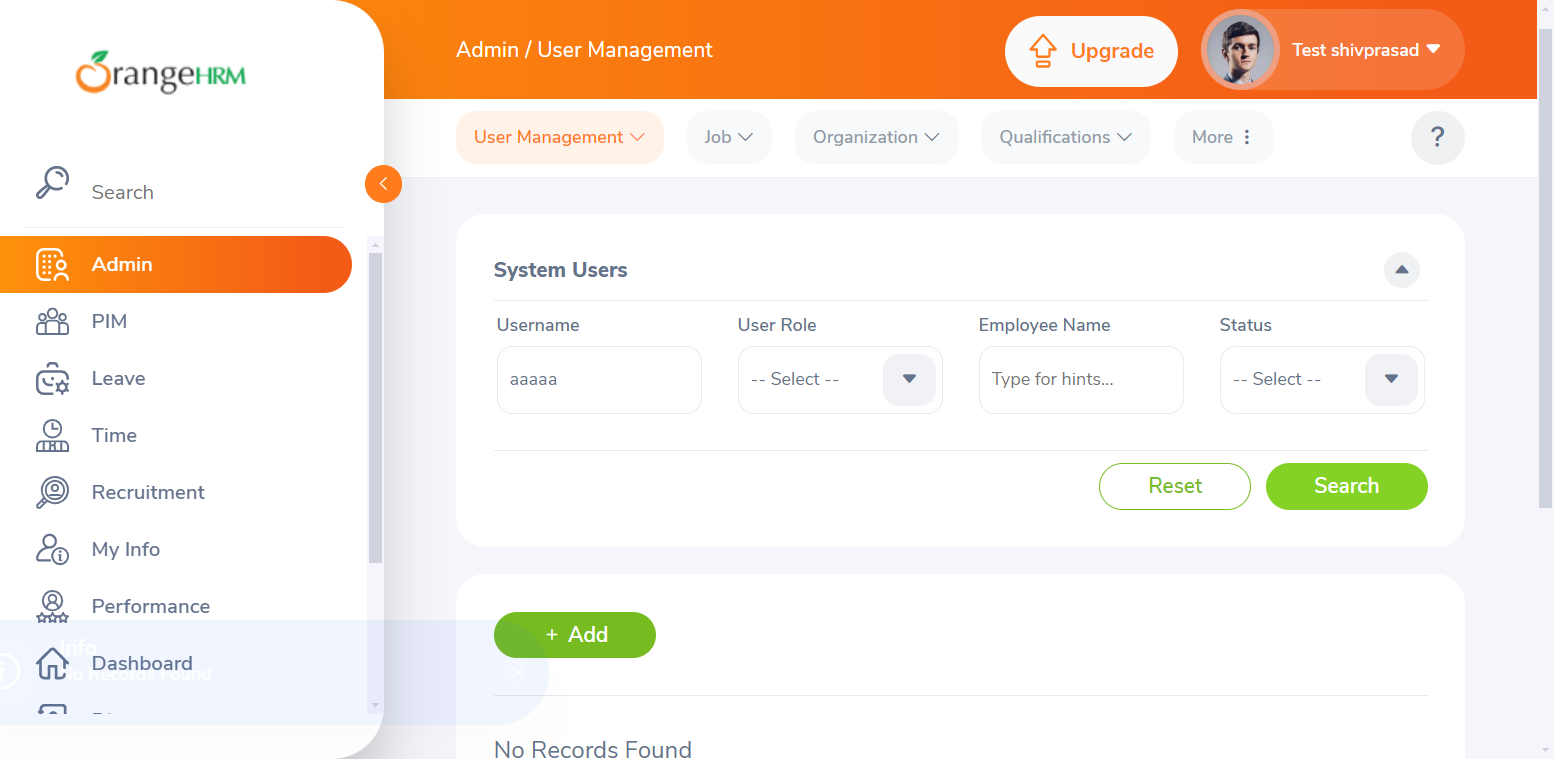 OrangeHRM
Search
Admin
PIM
Leave
Time
Recruitment
My Info
Performance
Dashboard
Info
No Records Found
Admin / User Management
Upgrade
Test shivprasad
User Management
Job
Organization
Qualifications
More
?
System Users
Username
User Role
Employee Name
Status
aaaaa
-- Select --
Type for hints...
-- Select --
Reset
Search
+ Add
No Records Found